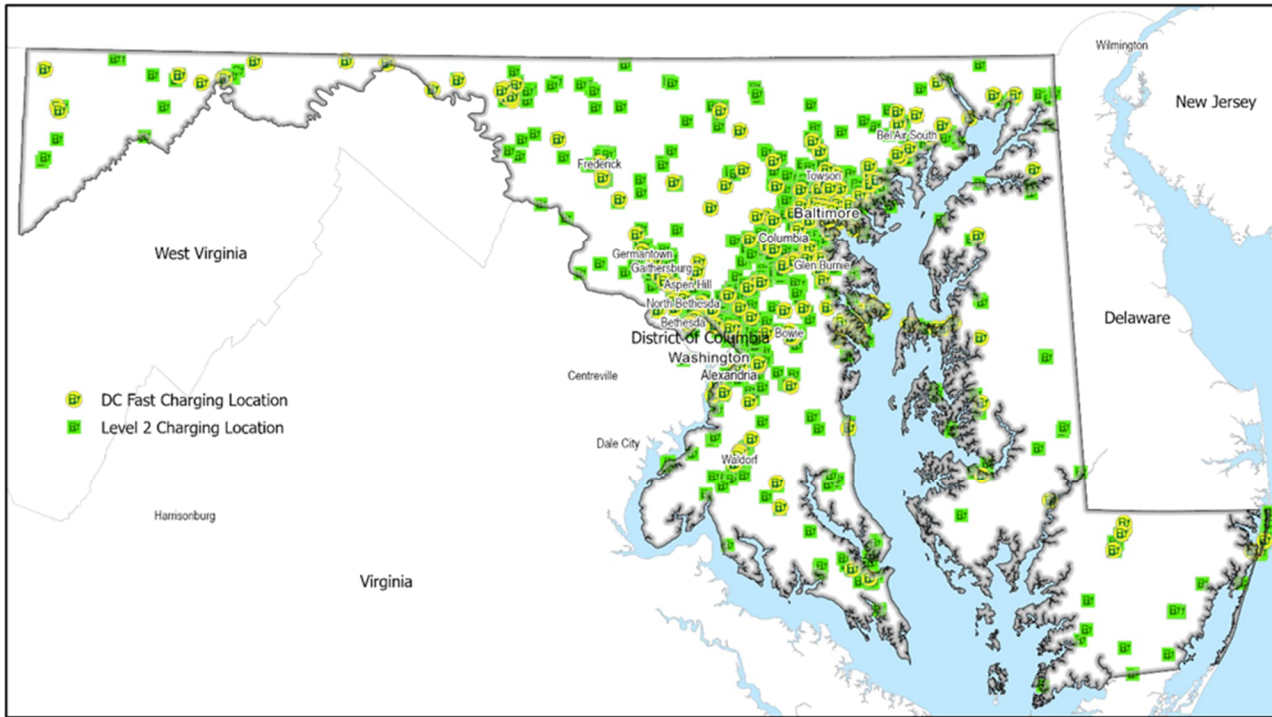 Wilmington
New Jersey
Bel Air South
Frederick
Towson
Baltimore
West Virginia
Germantown
Columbia
Gaithersburg
Glen Burnie
Aspen Hill
North Bethesda
Delaware
Bethesda
Bowie
District of Columbia
Washington
Centreville
Alexandria
DC Fast Charging Location
Level 2 Charging Location
Dale City
Waldorf
Harrisonburg
Virginia